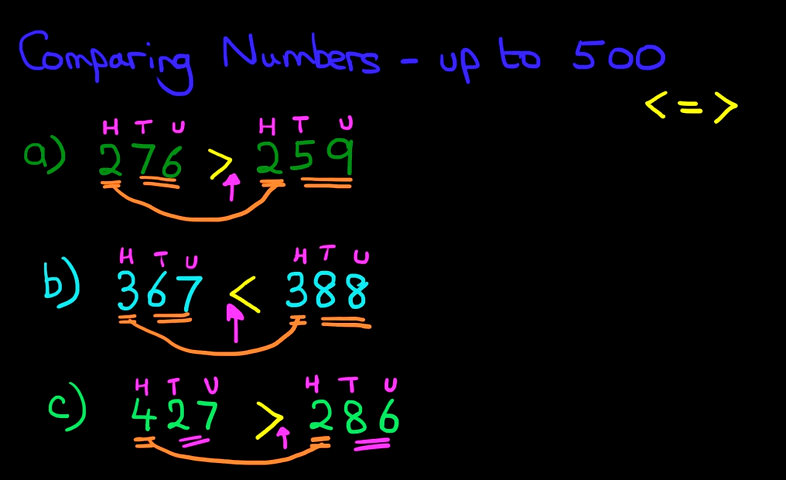 Comparing Numbers - up to 500
< = >
H T U H T U
a) 276 > 259
H T U H T U
b) 367 < 388
H T U H T U
c) 427 > 286